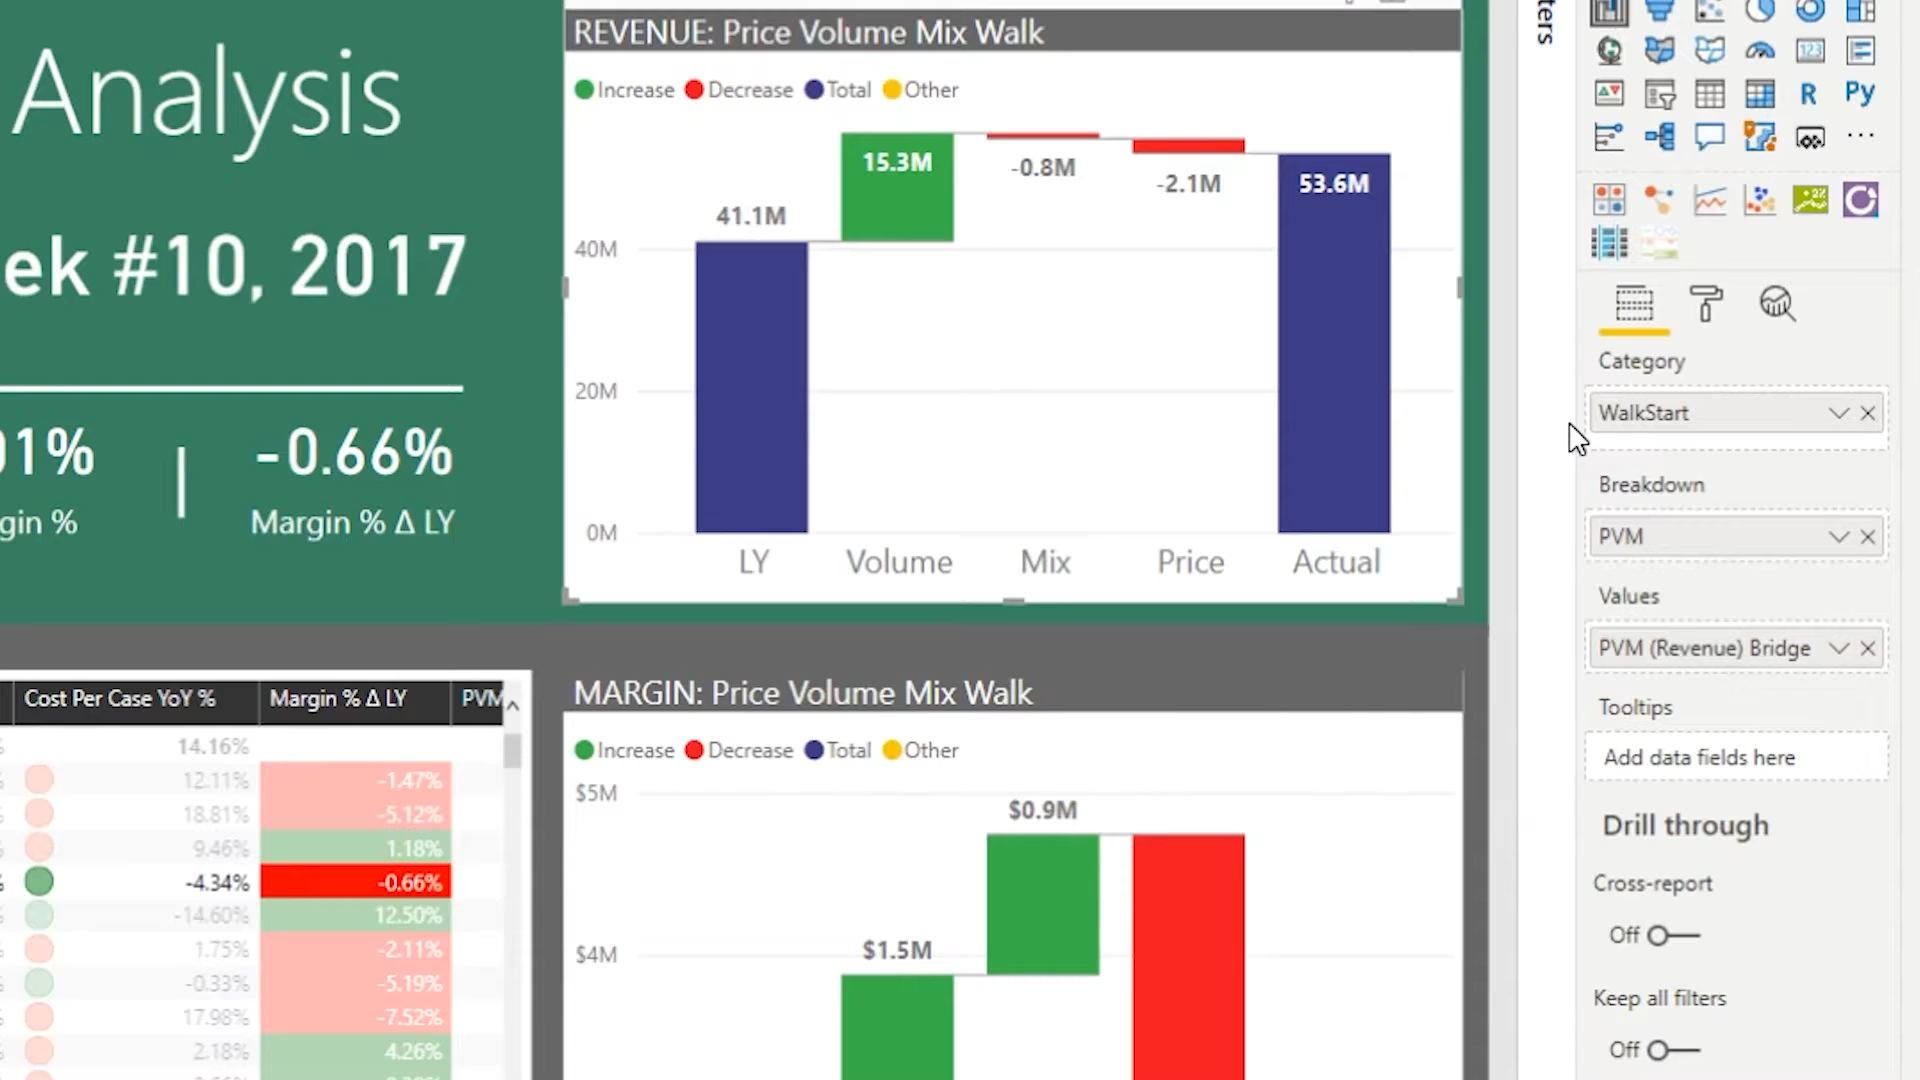 Analysis
ek #10, 2017
01%
|
-0.66%
gin %
Margin % Δ LY
REVENUE: Price Volume Mix Walk
Increase Decrease Total Other
40M
20M
0M
41.1M
15.3M
-0.8M
-2.1M
53.6M
LY Volume Mix Price Actual
Cost Per Case YoY % Margin % Δ LY PVM
14.16%
12.11% -1.47%
18.81% -5.12%
9.46% 1.18%
-4.34% -0.66%
-14.60% 12.50%
1.75% -2.11%
-0.33% -5.19%
17.98% -7.52%
2.18% 4.26%
MARGIN: Price Volume Mix Walk
Increase Decrease Total Other
$5M
$4M
$1.5M
$0.9M
ters
123
R Py
Category
WalkStart
Breakdown
PVM
Values
PVM (Revenue) Bridge
Tooltips
Add data fields here
Drill through
Cross-report
Off
Keep all filters
Off